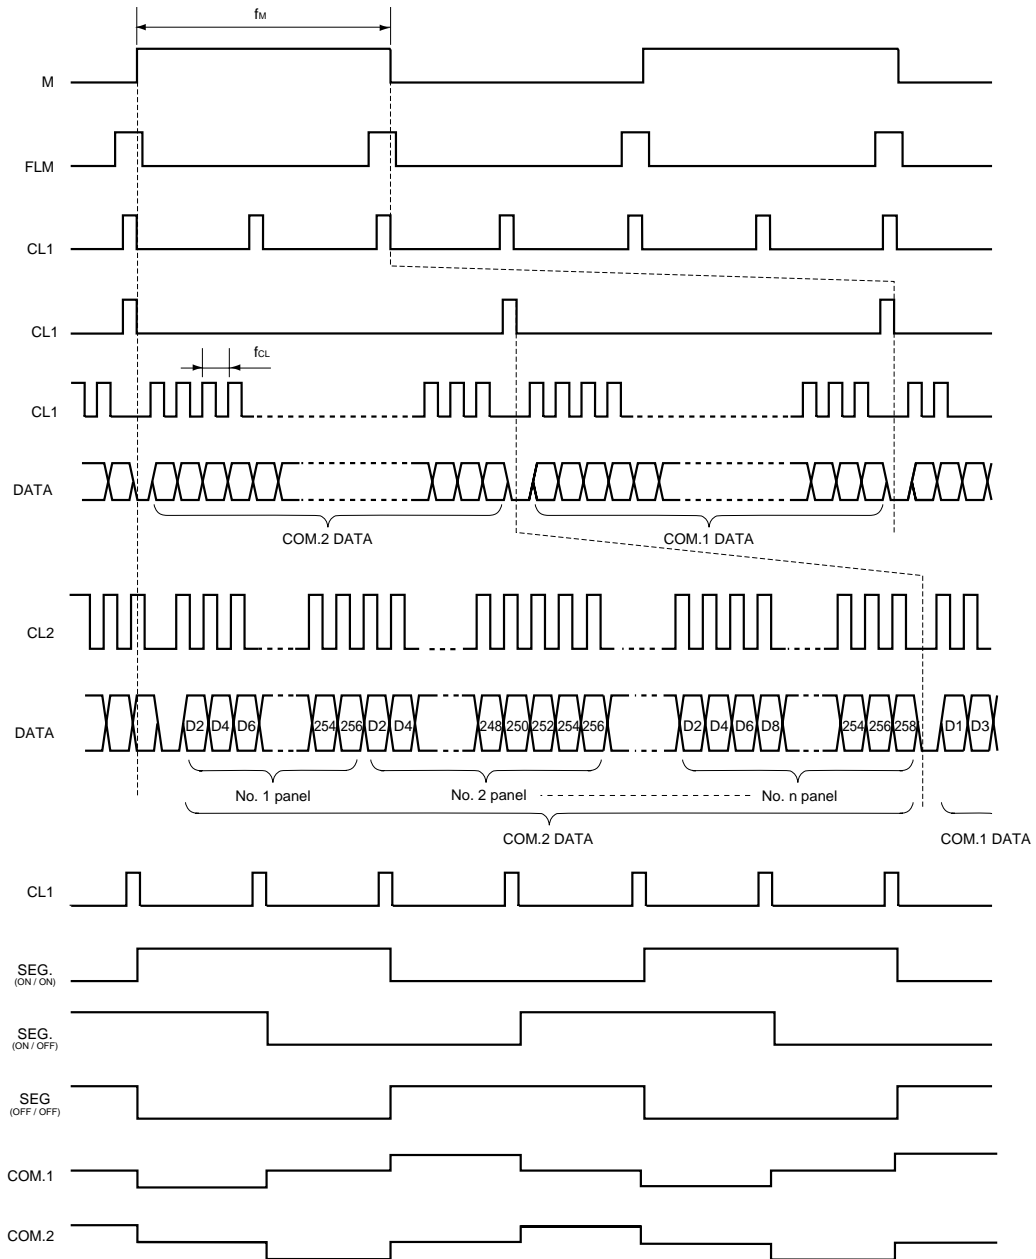 fM
M
FLM
CL1
CL1
fCL
CL1
DATA
COM.2 DATA
COM.1 DATA
CL2
DATA
D2 D4 D6 254 256 D2 D4 248 250 252 254 256 D2 D4 D6 D8 254 256 258 D1 D3
No. 1 panel
No. 2 panel
No. n panel
COM.2 DATA
COM.1 DATA
CL1
SEG.
(ON / ON)
SEG.
(ON / OFF)
SEG
(OFF / OFF)
COM.1
COM.2